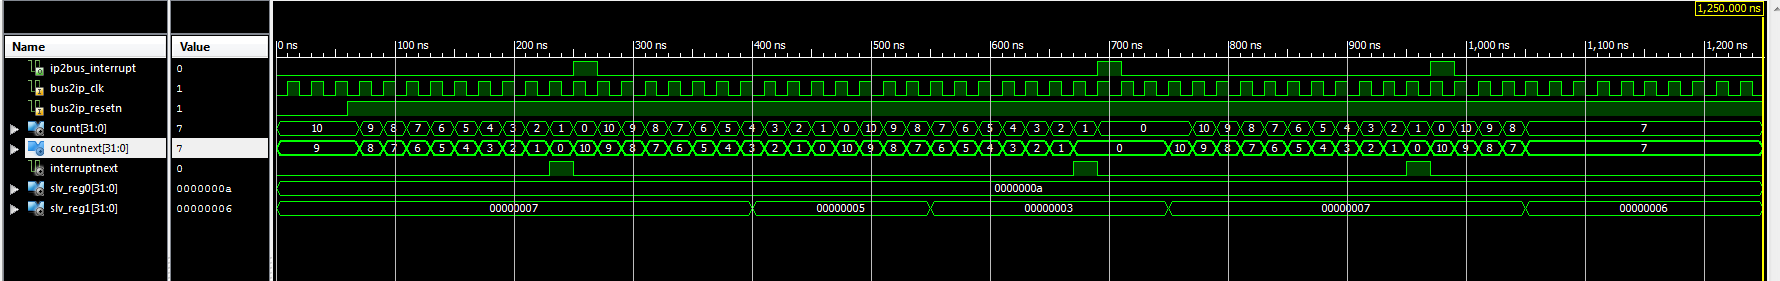 1,250.000 ns
Name Value 0 ns 100 ns 200 ns 300 ns 400 ns 500 ns 600 ns 700 ns 800 ns 900 ns 1,000 ns 1,100 ns 1,200 ns
ip2bus_interrupt 0
bus2ip_clk 1
bus2ip_resetn 1
count[31:0] 7 10 9 8 7 6 5 4 3 2 1 0 10 9 8 7 6 5 4 3 2 1 0 10 9 8 7 6 5 4 3 2 1 0 10 9 8 7 6 5 4 3 2 1 0 10 9 8 7
countnext[31:0] 7 9 8 7 6 5 4 3 2 1 0 10 9 8 7 6 5 4 3 2 1 0 10 9 8 7 6 5 4 3 2 1 0 10 9 8 7 6 5 4 3 2 1 0 10 9 8 7 7
interruptnext 0
slv_reg0[31:0] 0000000a 0000000a
slv_reg1[31:0] 00000006 00000007 00000005 00000003 00000007 00000006